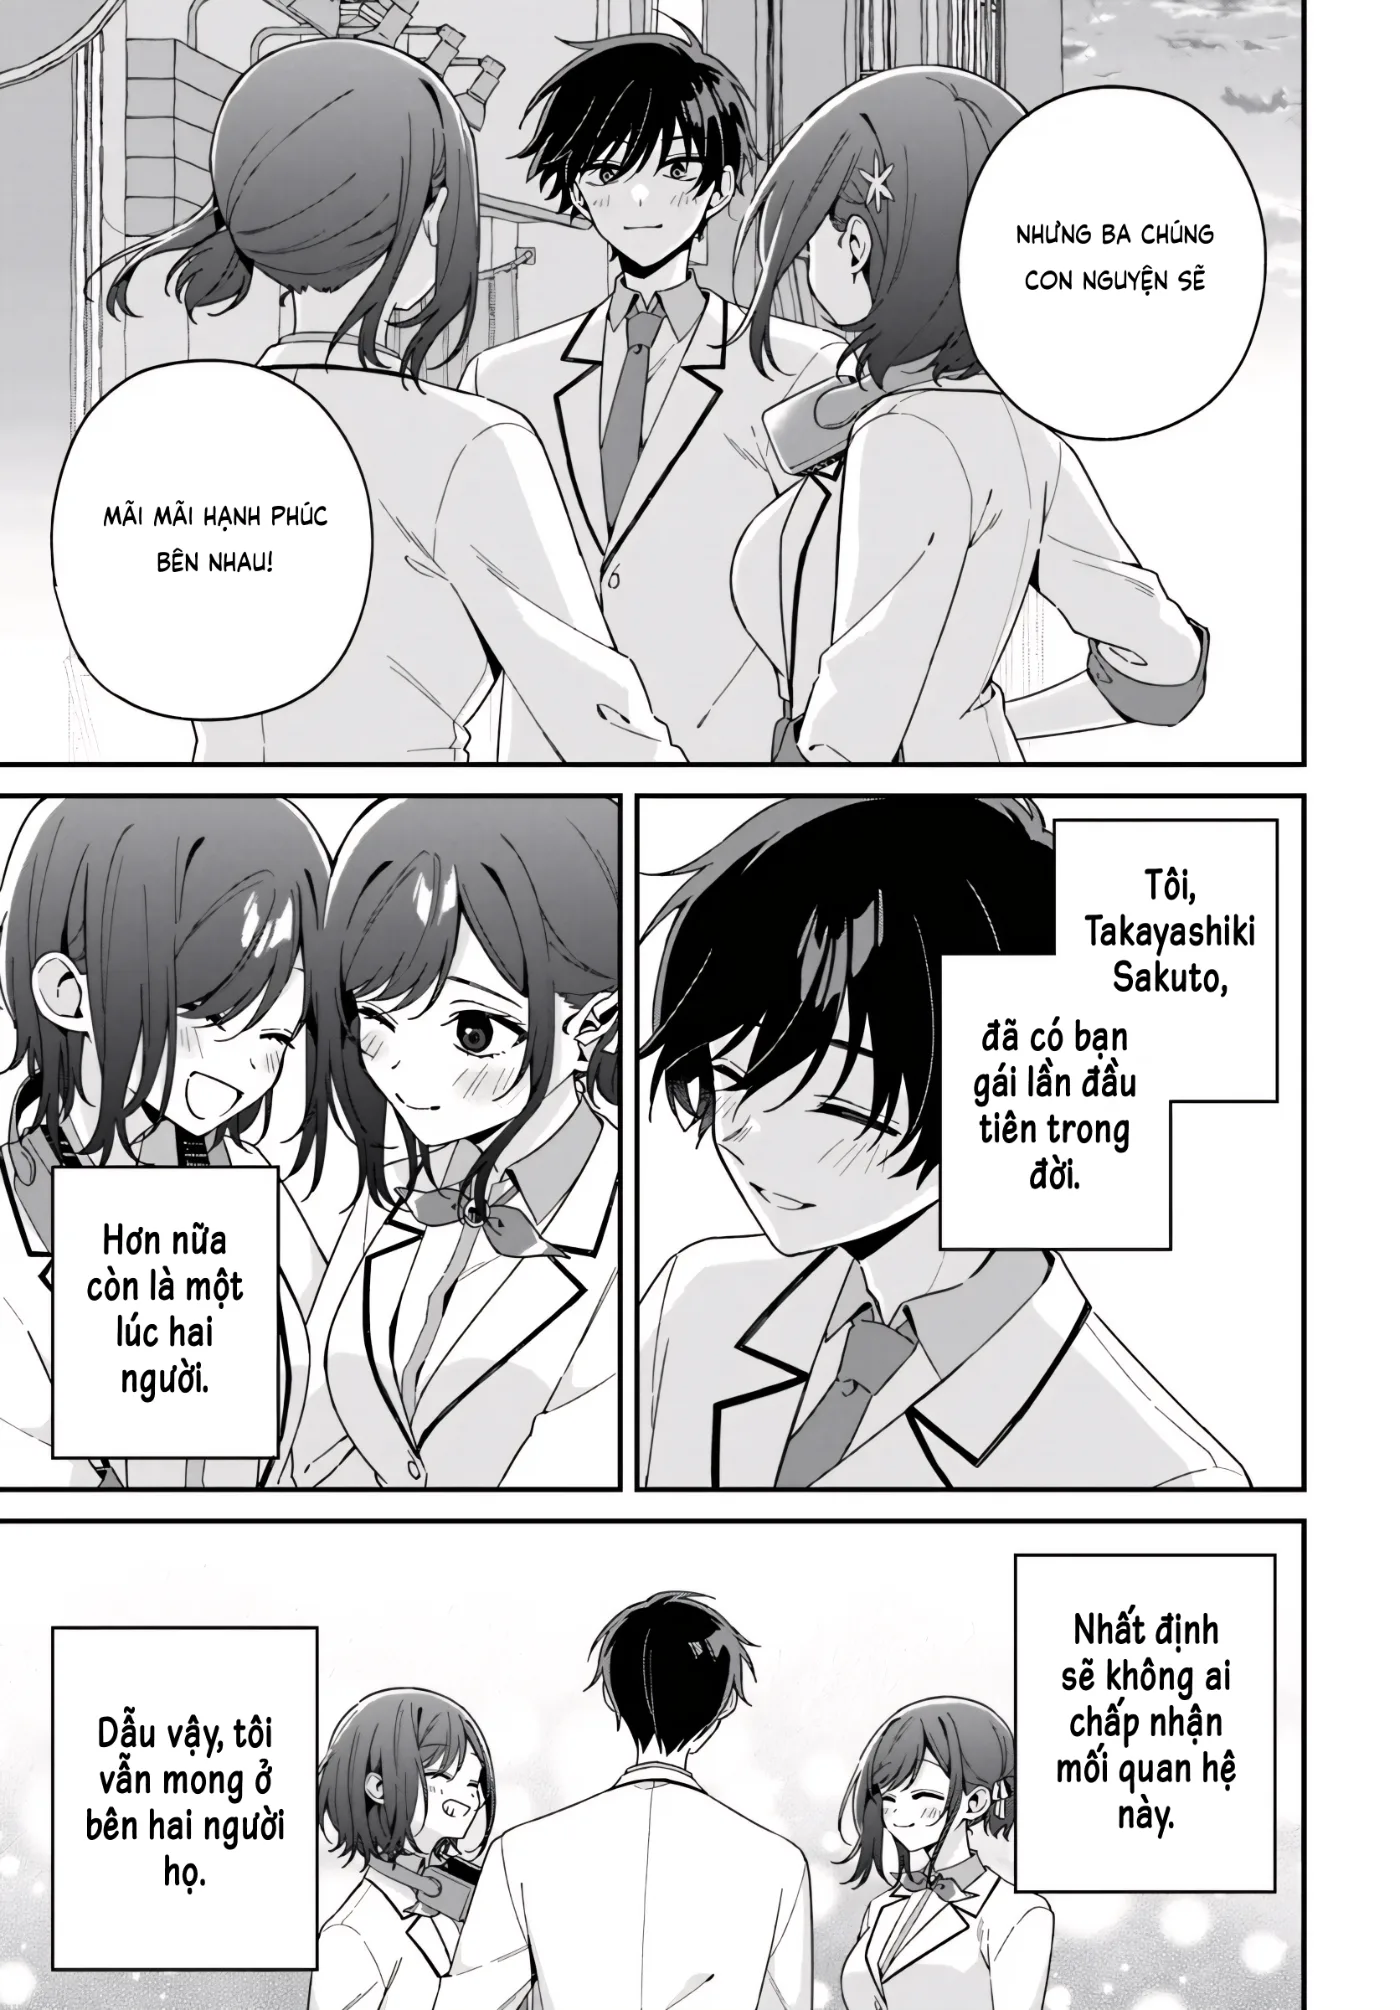 NHƯNG BA CHÚNG
CON NGUYỆN SẼ
MÃI MÃI HẠNH PHÚC
BÊN NHAU!
Tôi,
Takayashiki
Sakuto,
đã có bạn
gái lần đầu
tiên trong
đời.
Hơn nữa
còn là một
lúc hai
người.
Nhất định
sẽ không ai
chấp nhận
mối quan hệ
này.
Dẫu vậy, tôi
vẫn mong ở
bên hai người
họ.